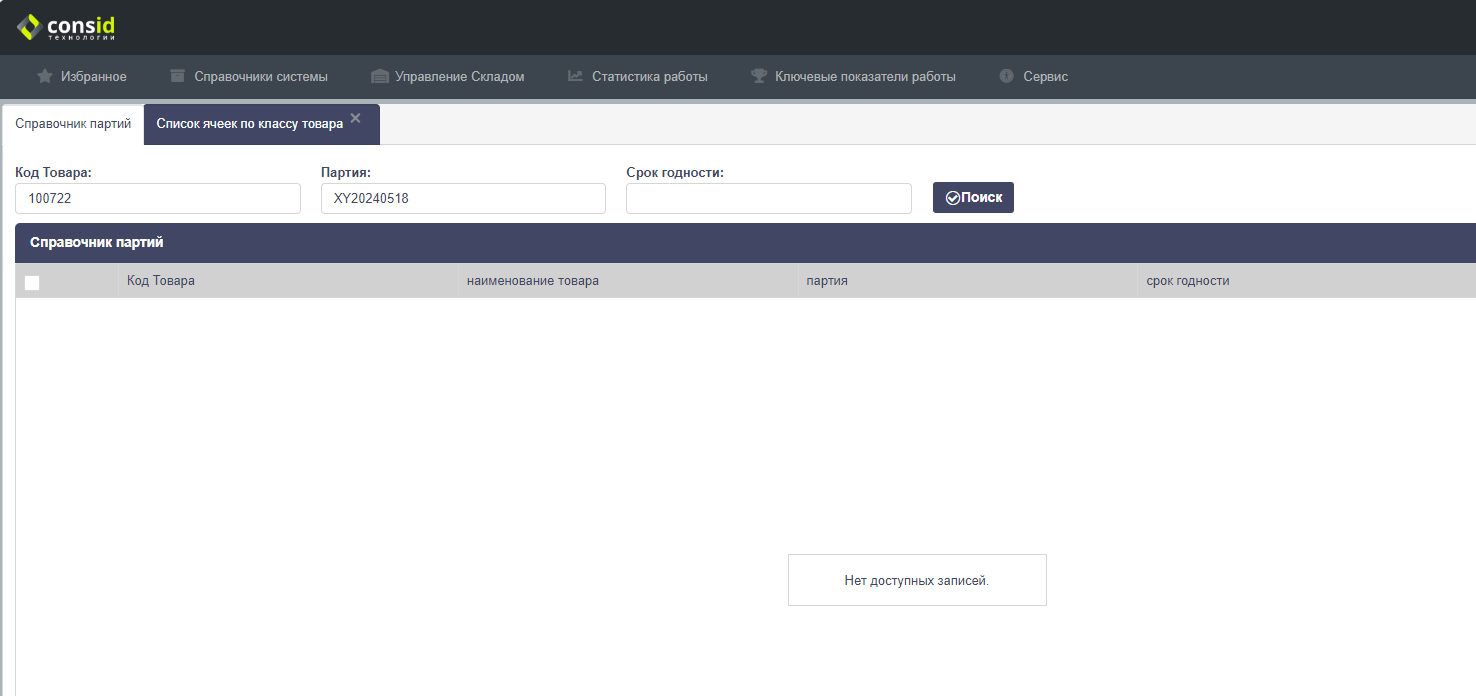 consid
технологии
Избранное Справочники системы Управление Складом Статистика работы Ключевые показатели работы Сервис
Справочник партий Список ячеек по классу товара
Код Товара: Партия: Срок годности:
100722 XY20240518 Поиск
Справочник партий
Код Товара наименование товара партия срок годности
Нет доступных записей.